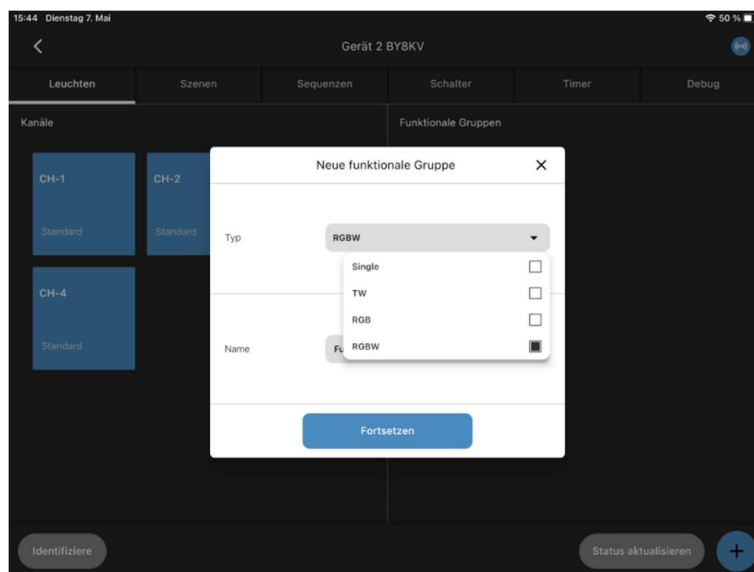 15:44 Dienstag 7. Mai 50 %
Gerät 2 BY8KV
Leuchten Szenen Sequenzen Schalter Timer Debug
Kanäle Funktionale Gruppen
Neue funktionale Gruppe
CH-1 CH-2
Standard Standard
Typ RGBW
Single
TW
RGB
RGBW
CH-4
Standard
Name Fu
Fortsetzen
Identifiziere Status aktualisieren